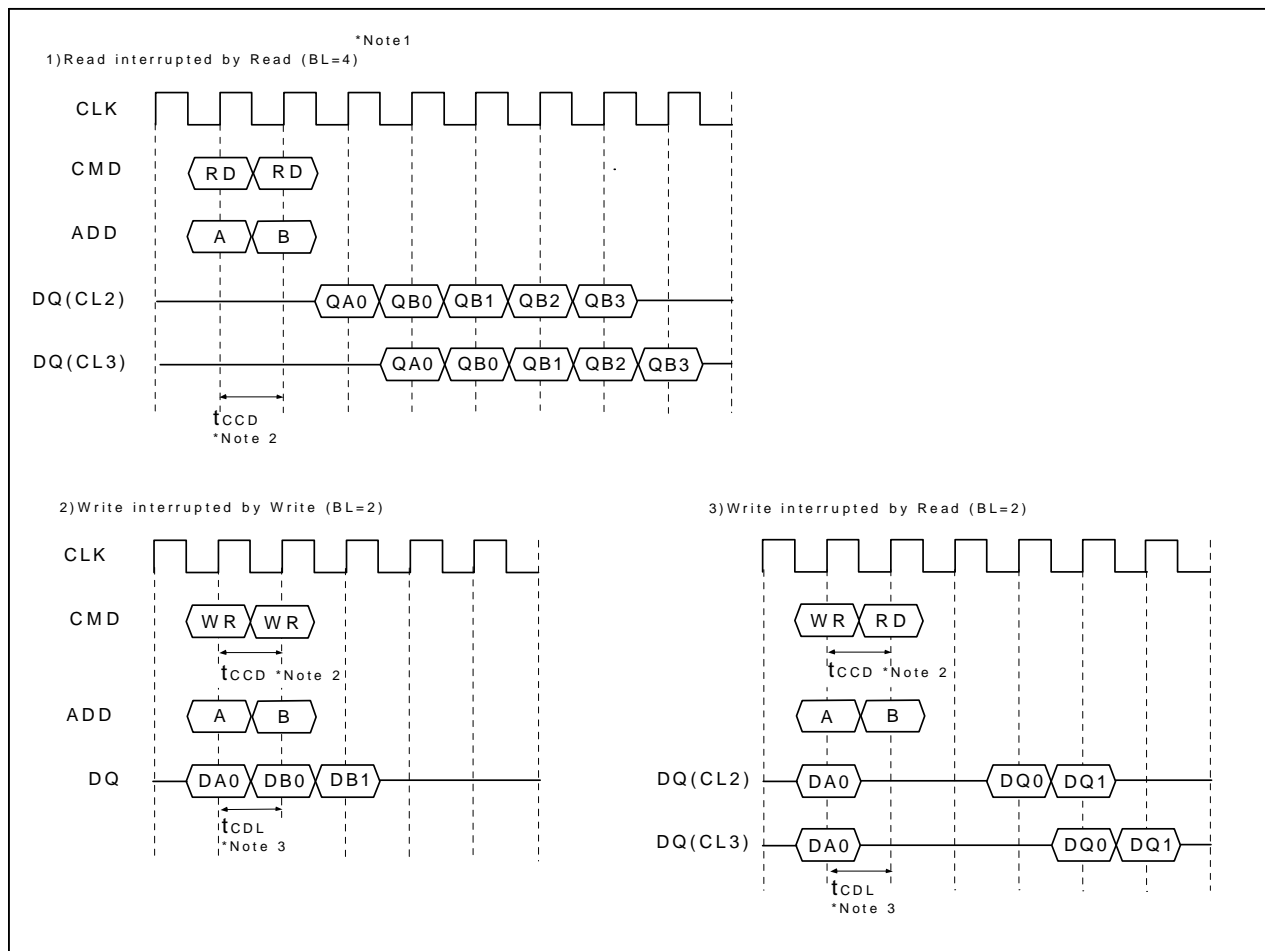 *Note1
1)Read interrupted by Read (BL=4)
CLK
CMD RD RD
ADD A B
DQ(CL2) QA0 QB0 QB1 QB2 QB3
DQ(CL3) QA0 QB0 QB1 QB2 QB3
tCCD
*Note 2
2)Write interrupted by Write (BL=2)
CLK
CMD WR WR
tCCD *Note 2
ADD A B
DQ DA0 DB0 DB1
tCDL
*Note 3
3)Write interrupted by Read (BL=2)
WR RD
tCCD *Note 2
A B
DQ(CL2) DA0 DQ0 DQ1
DQ(CL3) DA0 DQ0 DQ1
tCDL
*Note 3